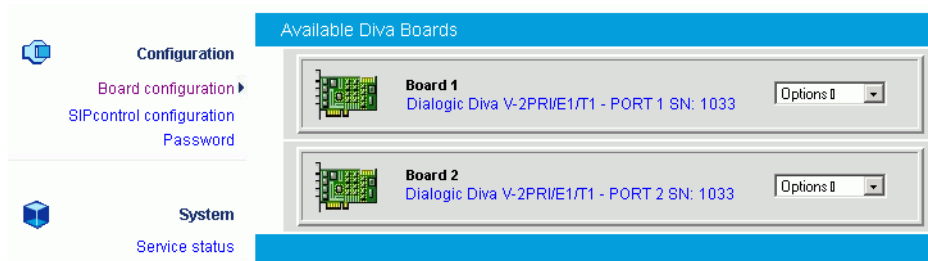 Available Diva Boards
Configuration
Board configuration
SIPcontrol configuration
Password
System
Service status
Board 1
Dialogic Diva V-2PRI/E1/T1 - PORT 1 SN: 1033
Options
Board 2
Dialogic Diva V-2PRI/E1/T1 - PORT 2 SN: 1033
Options